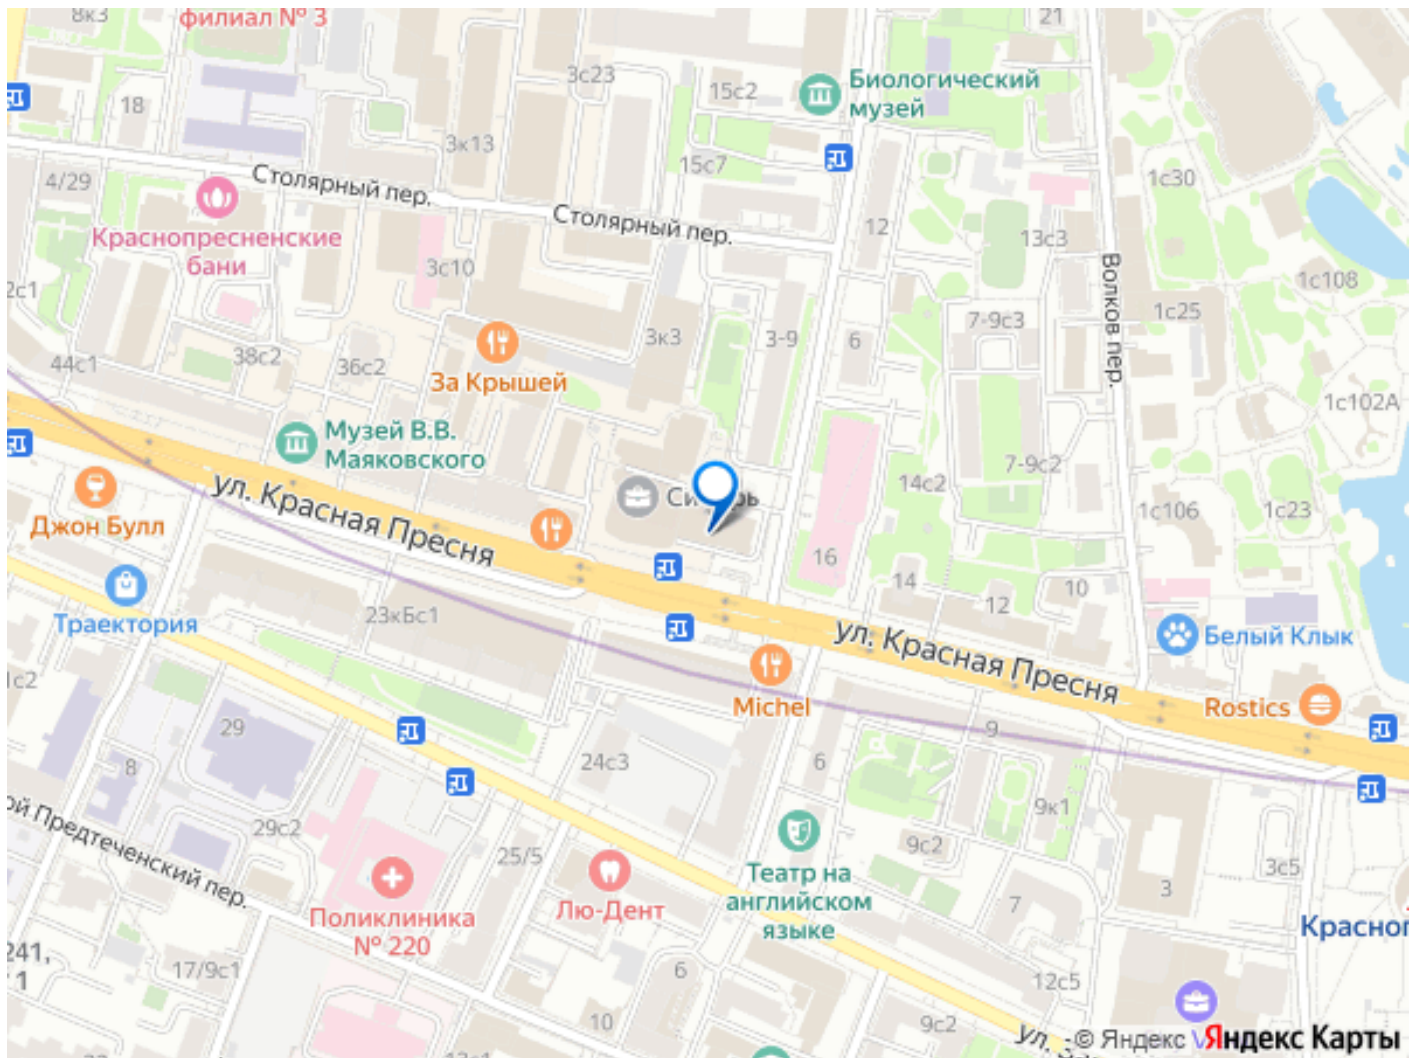 8к3
филиал № 3
21
3с23
Биологический
музей
15с2
18
3к13
15с7
4/29
Столярный пер.
1с30
Столярный пер.
12
13с3
Краснопресненские
бани
3с10
Волков пер.
1с108
2с1
1с25
7-9с3
3к3
3-9
6
38с2
44с1
36с2
За Крышей
1с102А
Музей В.В.
Маяковского
7-9с2
14с2
ул. Красная Пресня
1с106
1с23
Джон Булл
16
14
10
12
Траектория
23кБс1
ул. Красная Пресня
Белый Клык
1с2
Michel
Rostics
29
9
24с3
6
8
9к1
ой Предтеченский пер.
29с2
25/5
9с2
Театр на
английском
языке
3с5
3
7
Лю-Дент
Поликлиника
№ 220
Красног
241,
1
17/9с1
6
12с5
10
9с2
ул.
© Яндекс
Яндекс Карты